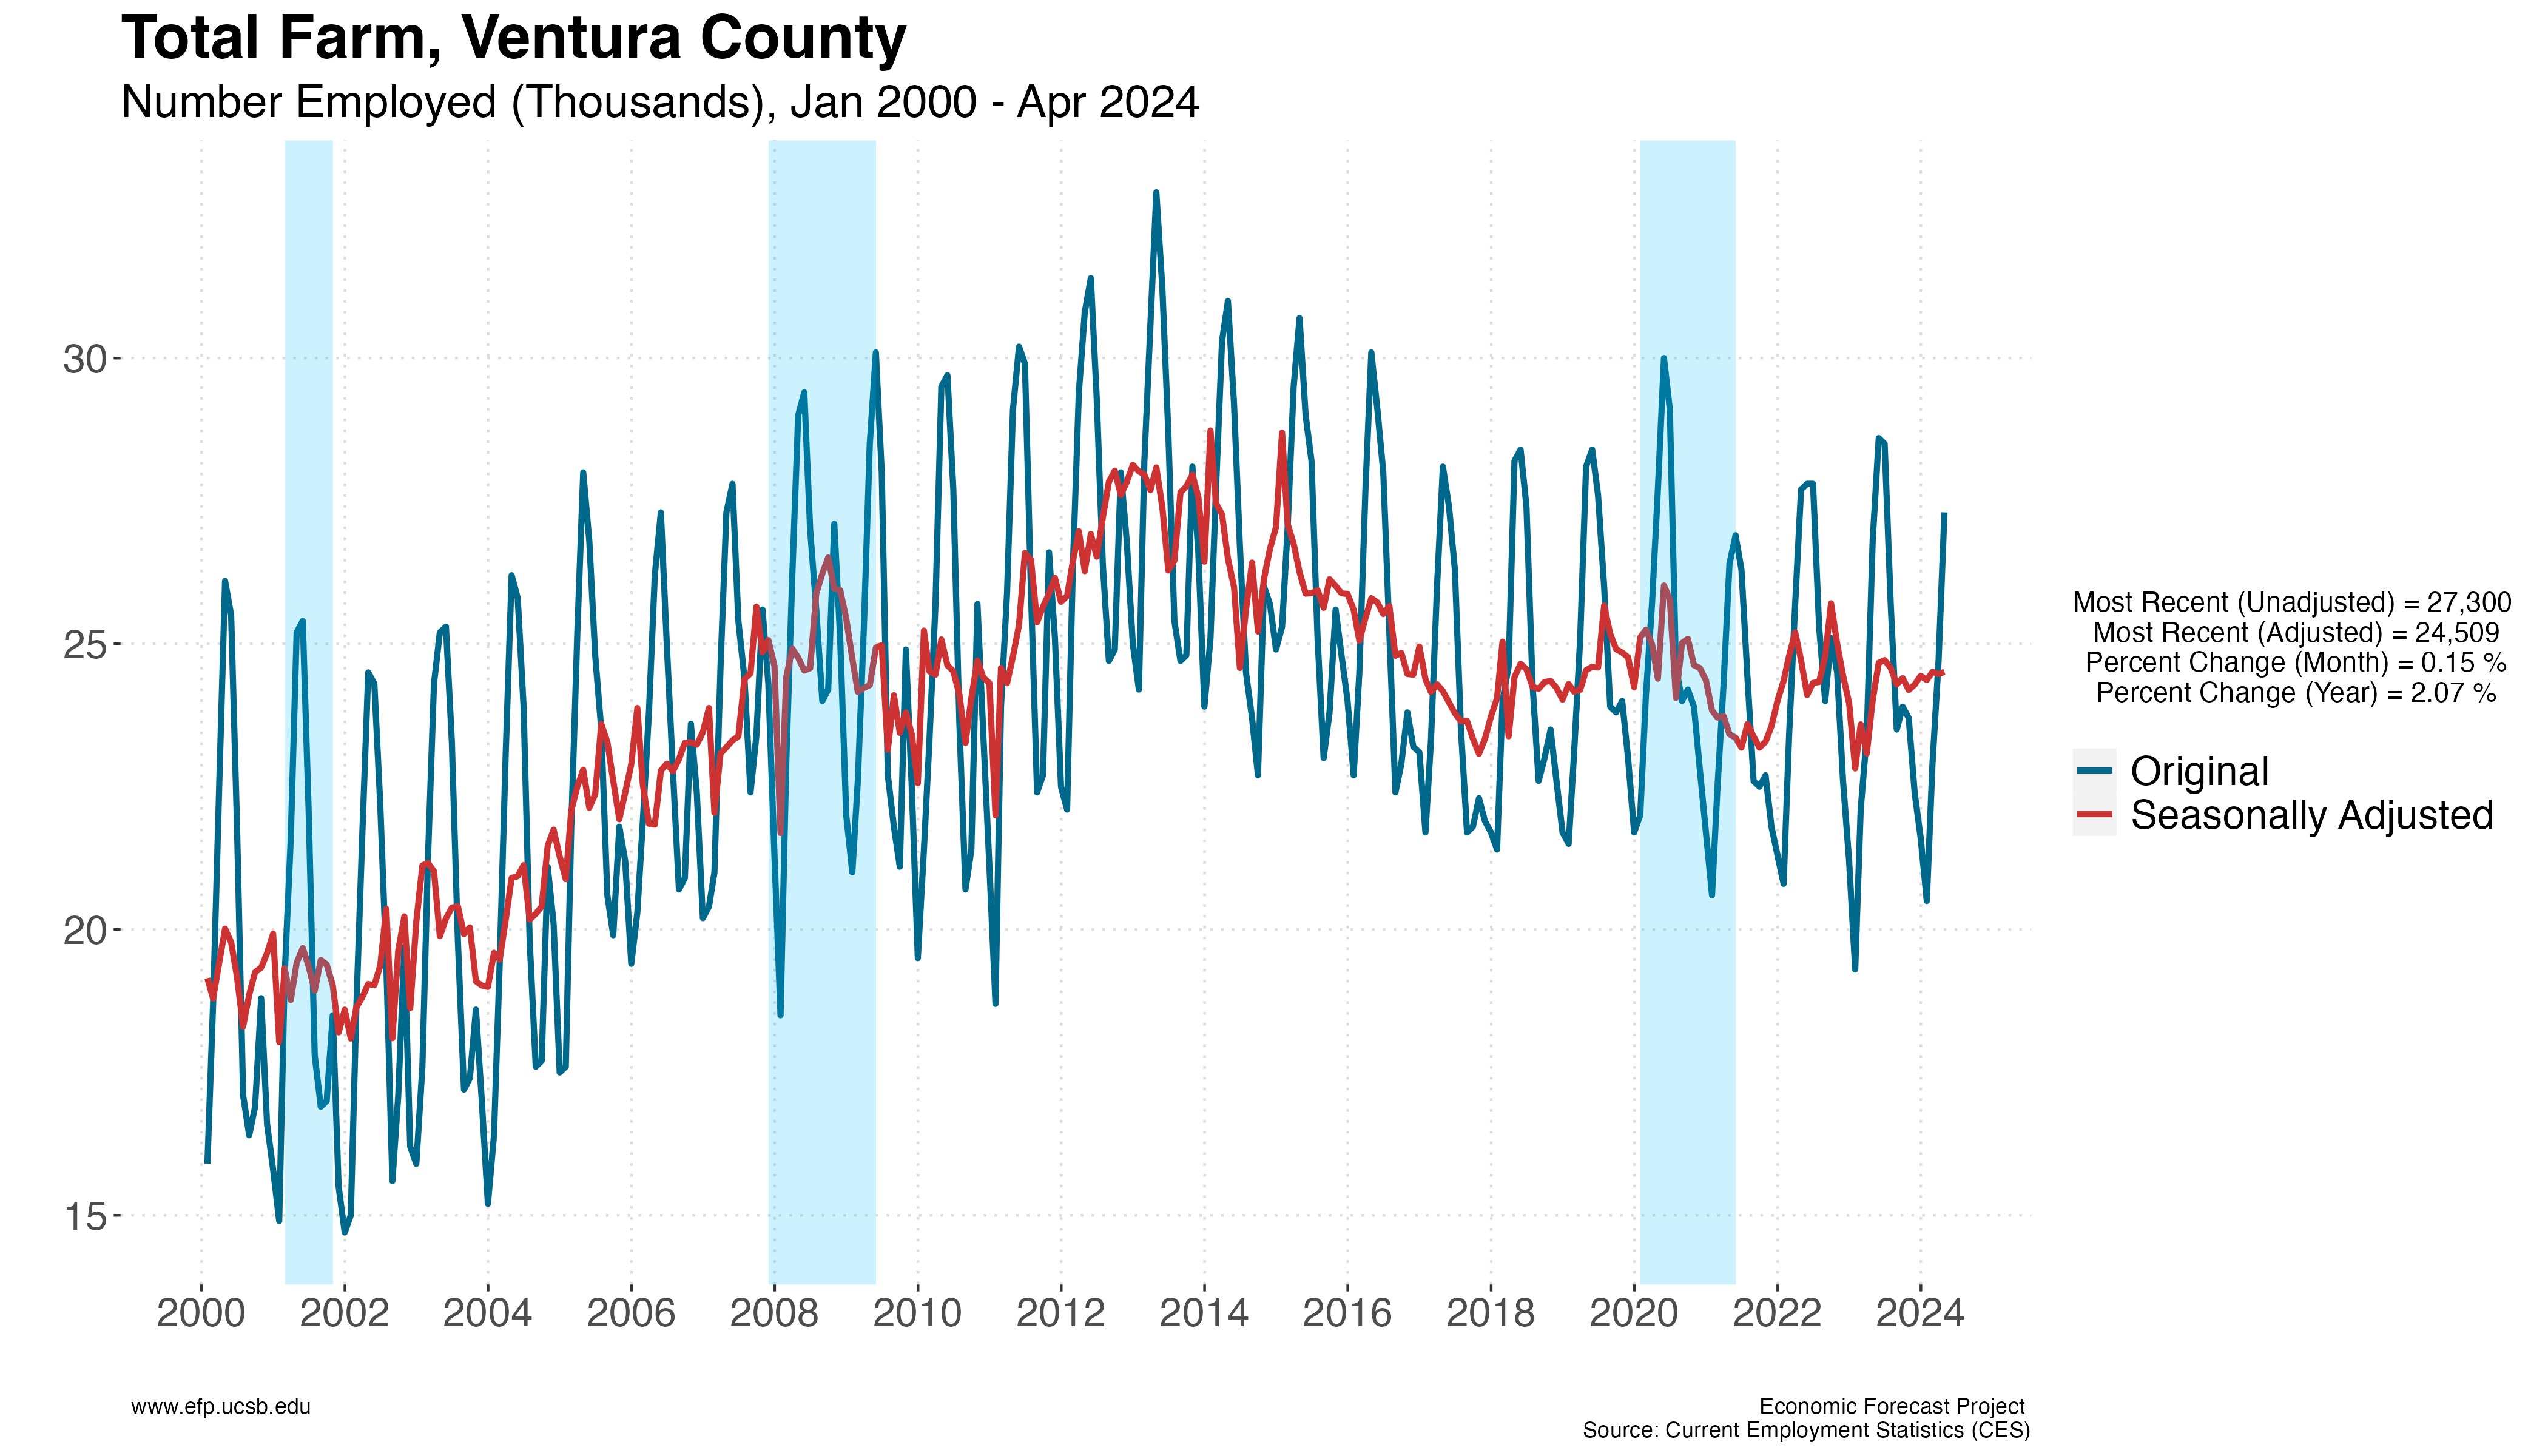 Total Farm, Ventura County
Number Employed (Thousands), Jan 2000 - Apr 2024
30
25
20
15
2000 2002 2004 2006 2008 2010 2012 2014 2016 2018 2020 2022 2024
Most Recent (Unadjusted) = 27,300
Most Recent (Adjusted) = 24,509
Percent Change (Month) = 0.15 %
Percent Change (Year) = 2.07 %
Original
Seasonally Adjusted
www.efp.ucsb.edu
Economic Forecast Project
Source: Current Employment Statistics (CES)